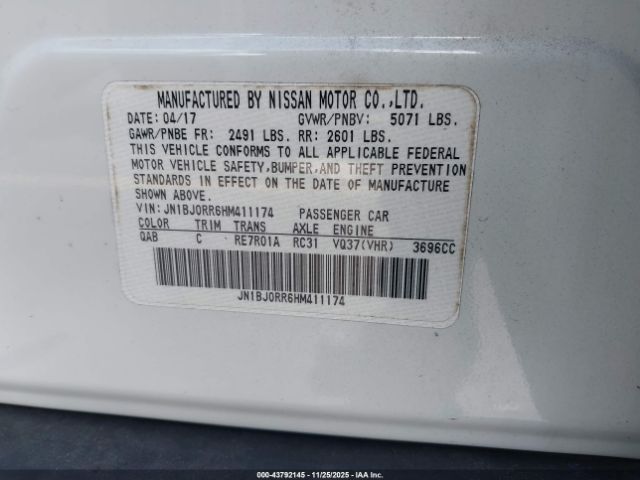 MANUFACTURED BY NISSAN MOTOR CO.,LTD.
DATE: 04/17 GVWR/PNBV: 5071 LBS.
GAWR/PNBE FR: 2491 LBS. RR: 2601 LBS.
THIS VEHICLE CONFORMS TO ALL APPLICABLE FEDERAL
MOTOR VEHICLE SAFETY,BUMPER,AND THEFT PREVENTION
STANDARDS IN EFFECT ON THE DATE OF MANUFACTURE
SHOWN ABOVE.
VIN: JN1BJ0RR6HM411174 PASSENGER CAR
COLOR TRIM TRANS AXLE ENGINE
QAB C RE7R01A RC31 VQ37(VHR) 3696CC
JN1BJ0RR6HM411174
000-43792145 - 11/25/2025 - IAA Inc.